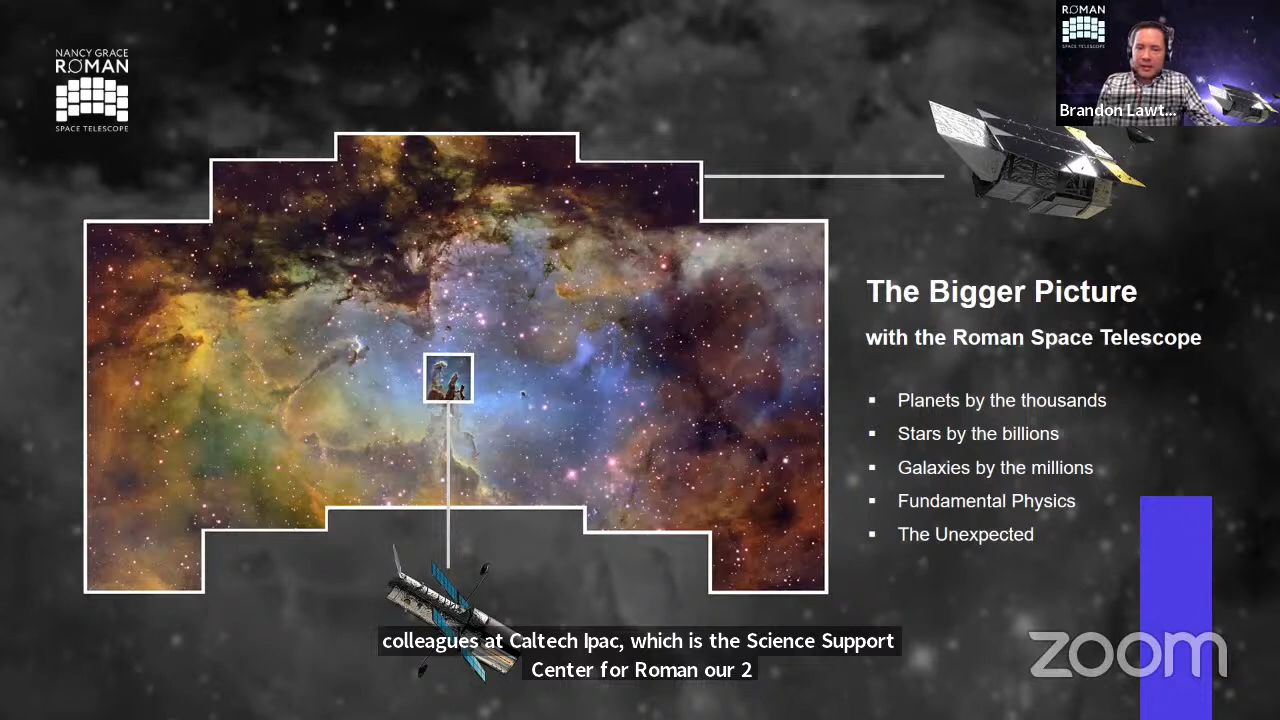 NANCY GRACE
ROMAN
SPACE TELESCOPE
ROMAN
SPACE TELESCOPE
Brandon Lawt...
The Bigger Picture
with the Roman Space Telescope
▪ Planets by the thousands
▪ Stars by the billions
▪ Galaxies by the millions
▪ Fundamental Physics
▪ The Unexpected
colleagues at Caltech Ipac, which is the Science Support
Center for Roman our 2
zoom